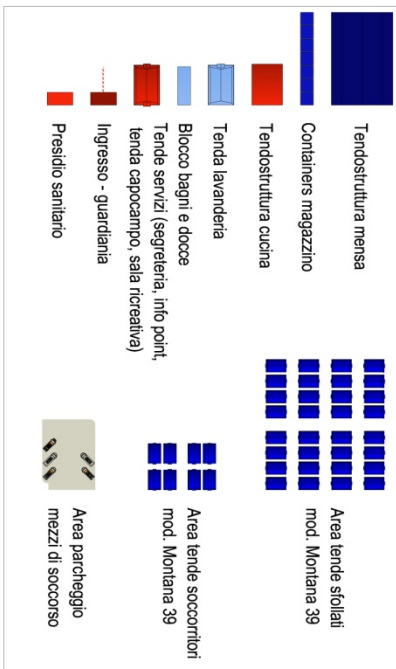 Tendostruttura mensa
Containers magazzino
Tendostruttura cucina
Tenda lavanderia
Blocco bagni e docce
Tende servizi (segreteria, info point,
tenda capocampo, sala ricreativa)
Ingresso - guardiania
Presidio sanitario
Area tende sfollati
mod. Montana 39
Area tende soccorritori
mod. Montana 39
Area parcheggio
mezzi di soccorso